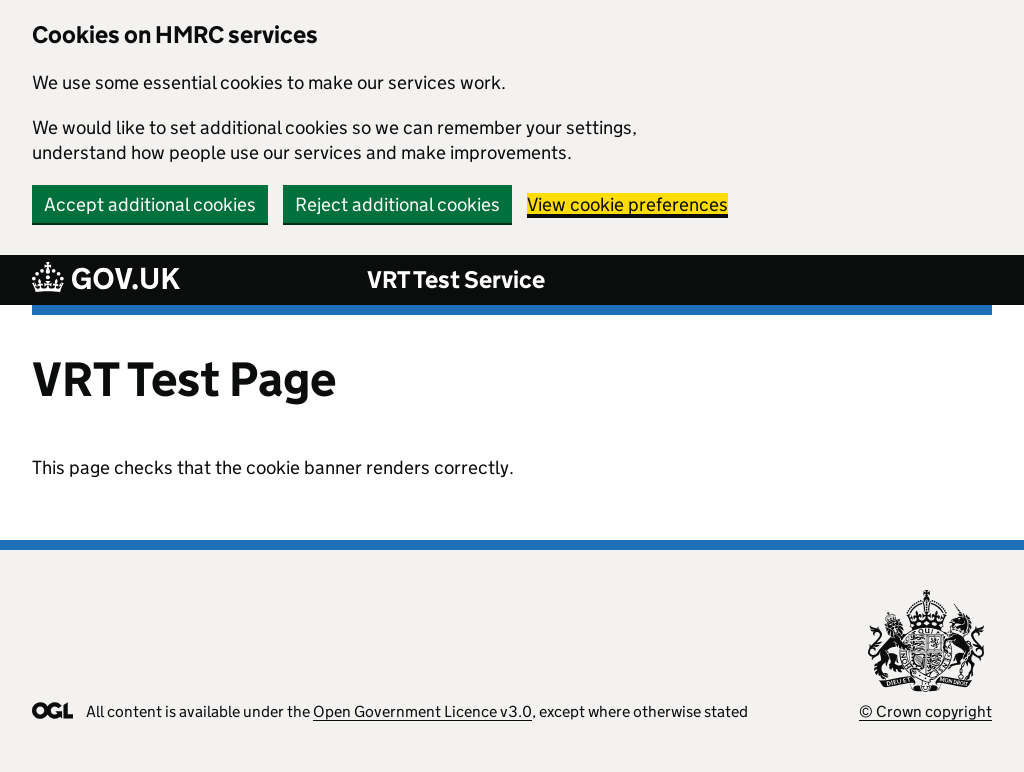 Cookies on HMRC services
We use some essential cookies to make our services work.
We would like to set additional cookies so we can remember your settings,
understand how people use our services and make improvements.
Accept additional cookies Reject additional cookies View cookie preferences
GOV.UK VRT Test Service
VRT Test Page
This page checks that the cookie banner renders correctly.
QUI
DIEU ET MON DROIT
OGL All content is available under the Open Government Licence v3.0, except where otherwise stated © Crown copyright